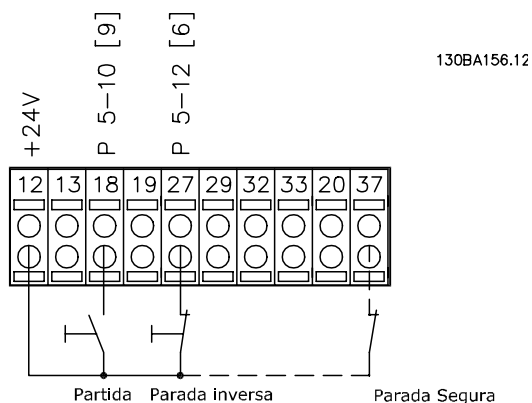 130BA156.12
+24V
P 5-10 [9]
P 5-12 [6]
12 13 18 19 27 29 32 33 20 37
Partida Parada inversa Parada Segura